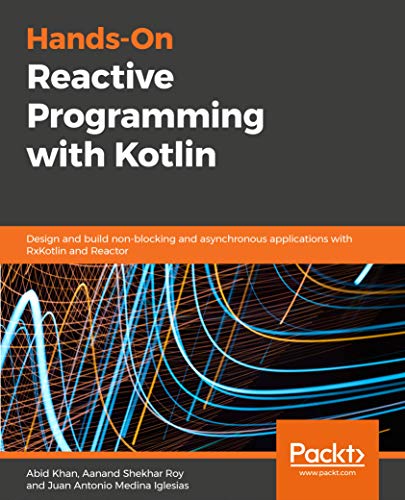 Hands-On
Reactive
Programming
with Kotlin
Design and build non-blocking and asynchronous applications with
RxKotlin and Reactor
Abid Khan, Aanand Shekhar Roy
and Juan Antonio Medina Iglesias
Packt>
www.packt.com